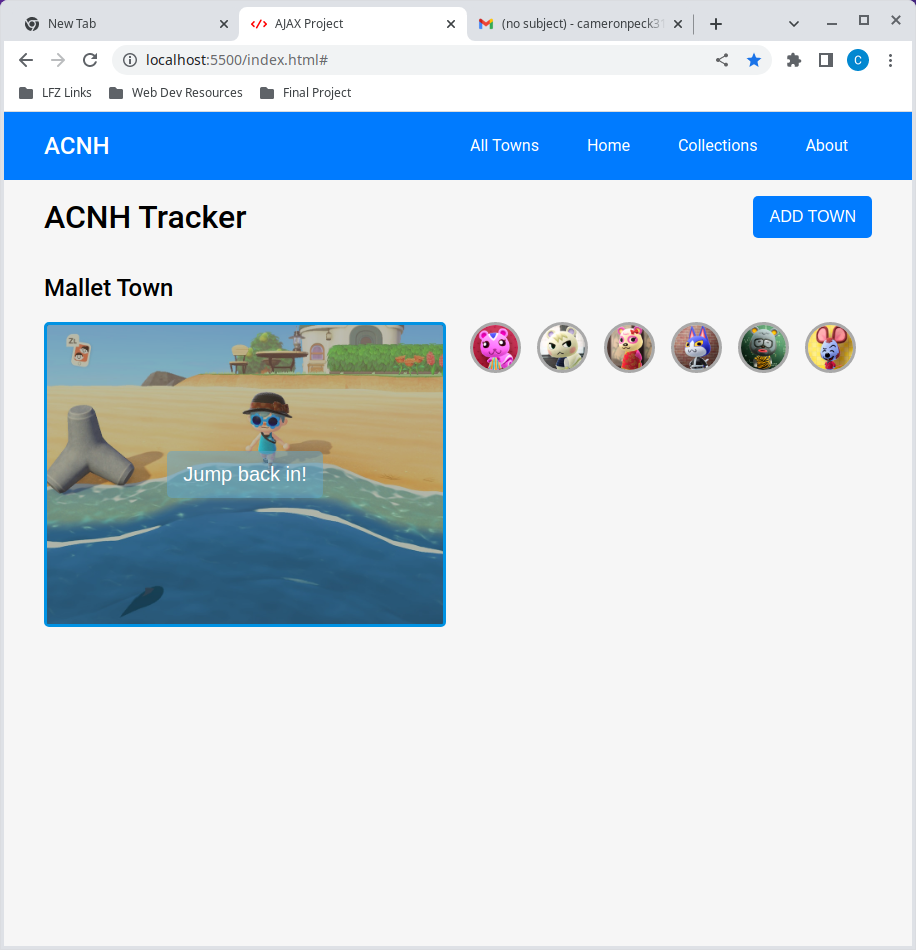 New Tab
AJAX Project
(no subject) - cameronpeck31
localhost:5500/index.html#
C
LFZ Links
Web Dev Resources
Final Project
ACNH
All Towns
Home
Collections
About
ACNH Tracker
ADD TOWN
Mallet Town
ZL
Jump back in!